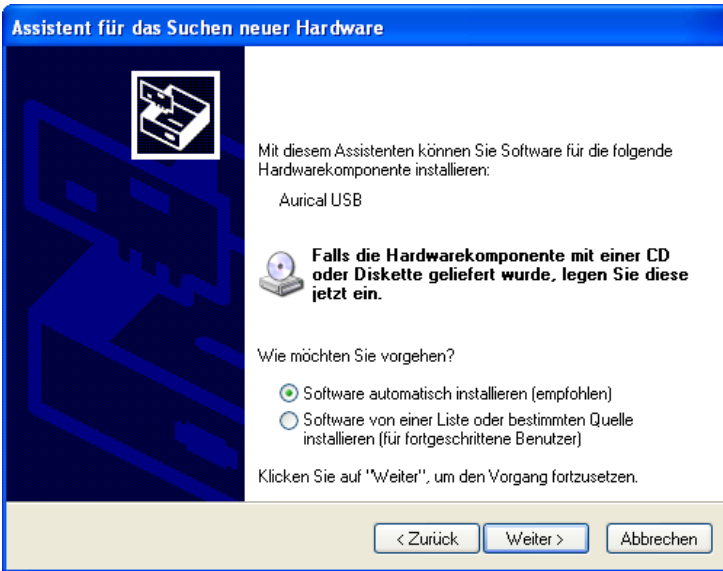 Assistent für das Suchen neuer Hardware
Mit diesem Assistenten können Sie Software für die folgende
Hardwarekomponente installieren:
Aurical USB
Falls die Hardwarekomponente mit einer CD
oder Diskette geliefert wurde, legen Sie diese
jetzt ein.
Wie möchten Sie vorgehen?
Software automatisch installieren (empfohlen)
Software von einer Liste oder bestimmten Quelle
installieren (für fortgeschrittene Benutzer)
Klicken Sie auf "Weiter", um den Vorgang fortzusetzen.
< Zurück Weiter > Abbrechen